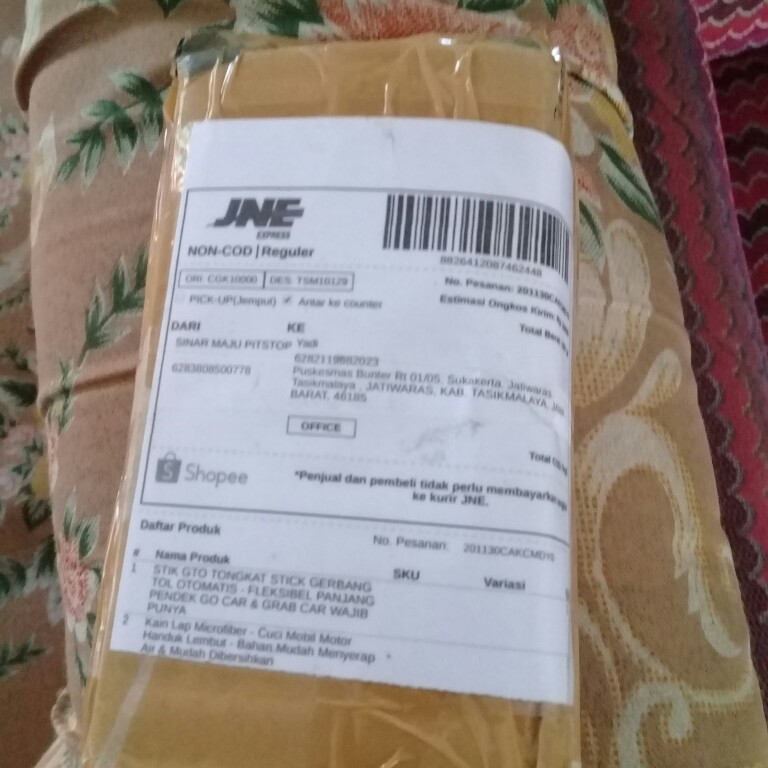 JNE
EXPRESS
NON-COD | Reguler
8826412087462448
ORI: CGK10000 DES: TSM10129
No. Pesanan: 201130CAKC
PICK-UP(Jemput) ✔ Antar ke counter
Estimasi Ongkos Kirim: R
Total Berat
DARI KE
SINAR MAJU PITSTOP Yadi
6282119882023
6283808500778
Puskesmas Bunter Rt 01/05, Sukakerta, Jatiwaras
Tasikmalaya , JATIWARAS, KAB. TASIKMALAYA,
BARAT, 46185
OFFICE
Total
Shopee
*Penjual dan pembeli tidak perlu membayarkan
ke kurir JNE.
Daftar Produk
No. Pesanan: 201130CAKCMDY
# Nama Produk SKU Variasi
1 STIK GTO TONGKAT STICK GERBANG
TOL OTOMATIS - FLEKSIBEL PANJANG
PENDEK GO CAR & GRAB CAR WAJIB
PUNYA
2 Kain Lap Microfiber - Cuci Mobil Motor
Handuk Lembut - Bahan Mudah Menyerap
Air & Mudah Dibersihkan